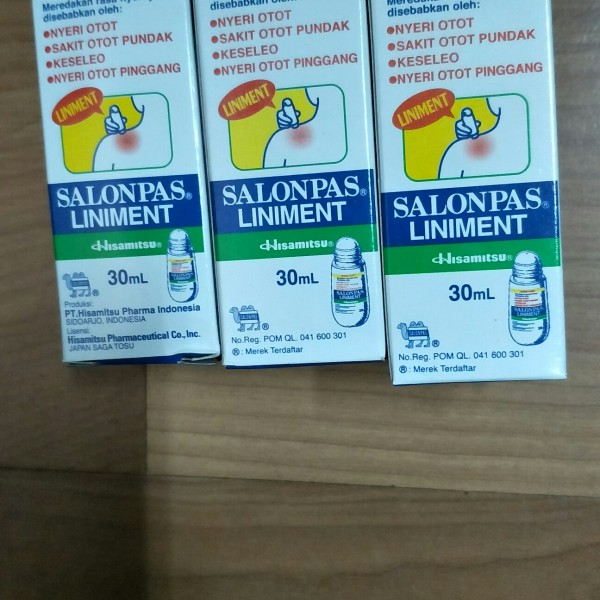 disebabkan oleh:
•NYERI OTOT
•SAKIT OTOT PUNDAK
•KESELEO
•NYERI OTOT PINGGANG
LINIMENT
SALONPAS®
LINIMENT
Hisamitsu®
30mL
Produksi:
PT.Hisamitsu Pharma Indonesia
SIDOARJO, INDONESIA
Lisensi:
Hisamitsu Pharmaceutical Co., Inc.
JAPAN SAGA TOSU
disebabkan oleh:
•NYERI OTOT
•SAKIT OTOT PUNDAK
•KESELEO
•NYERI OTOT PINGGANG
LINIMENT
SALONPAS®
LINIMENT
Hisamitsu®
30mL
SALONPAS
LINIMENT
®
No.Reg. POM QL. 041 600 301
® : Merek Terdaftar
disebabkan oleh:
•NYERI OTOT
•SAKIT OTOT PUNDAK
•KESELEO
•NYERI OTOT PINGGANG
LINIMENT
SALONPAS®
LINIMENT
Hisamitsu®
30mL
SALONPAS
LINIMENT
®
No.Reg. POM QL. 041 600 301
® : Merek Terdaftar